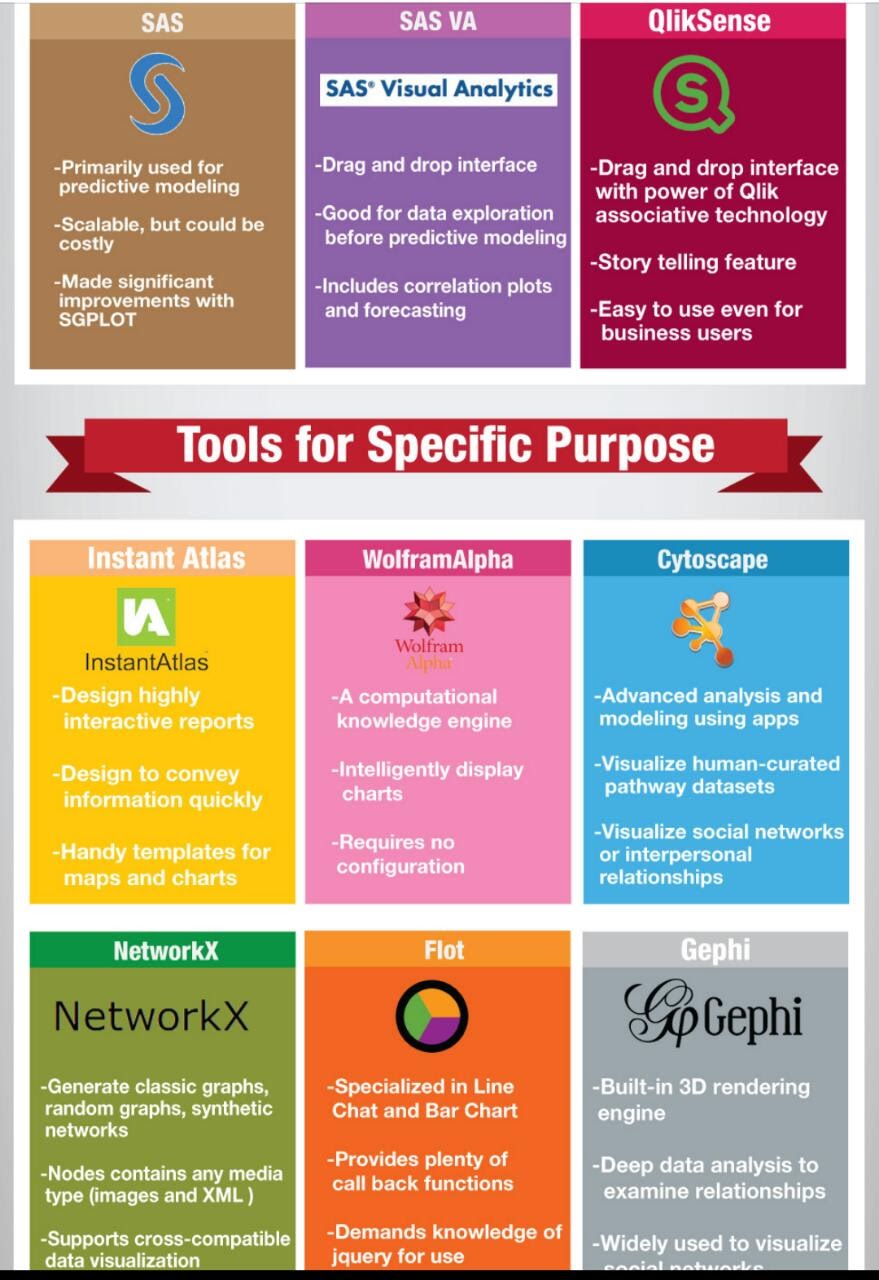 SAS
-Primarily used for
predictive modeling
-Scalable, but could be
costly
-Made significant
improvements with
SGPLOT
SAS VA
SAS® Visual Analytics
-Drag and drop interface
-Good for data exploration
before predictive modeling
-Includes correlation plots
and forecasting
QlikSense
S
-Drag and drop interface
with power of Qlik
associative technology
-Story telling feature
-Easy to use even for
business users
Tools for Specific Purpose
Instant Atlas
IA
InstantAtlas
-Design highly
interactive reports
-Design to convey
information quickly
-Handy templates for
maps and charts
WolframAlpha
Wolfram
Alpha
-A computational
knowledge engine
-Intelligently display
charts
-Requires no
configuration
Cytoscape
-Advanced analysis and
modeling using apps
-Visualize human-curated
pathway datasets
-Visualize social networks
or interpersonal
relationships
NetworkX
NetworkX
-Generate classic graphs,
random graphs, synthetic
networks
-Nodes contains any media
type (images and XML )
-Supports cross-compatible
data visualization
Flot
-Specialized in Line
Chat and Bar Chart
-Provides plenty of
call back functions
-Demands knowledge of
jquery for use
Gephi
Gephi
-Built-in 3D rendering
engine
-Deep data analysis to
examine relationships
-Widely used to visualize
social networks